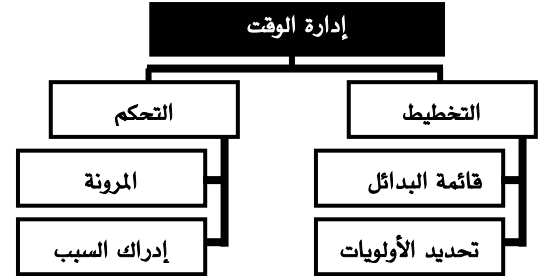 إدارة الوقت
التخطيط
التحكم
قائمة البدائل
المرونة
تحديد الأولويات
إدراك السبب